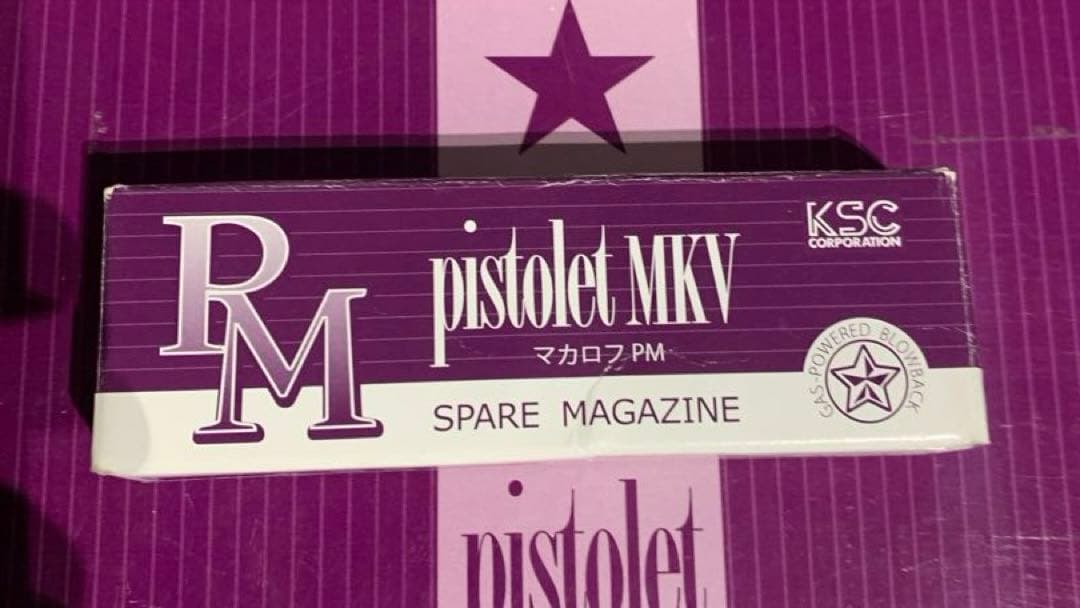 PM
pistolet MKV
マカロフ PM
SPARE MAGAZINE
KSC
CORPORATION
GAS-POWERED BLOWBACK
pistolet